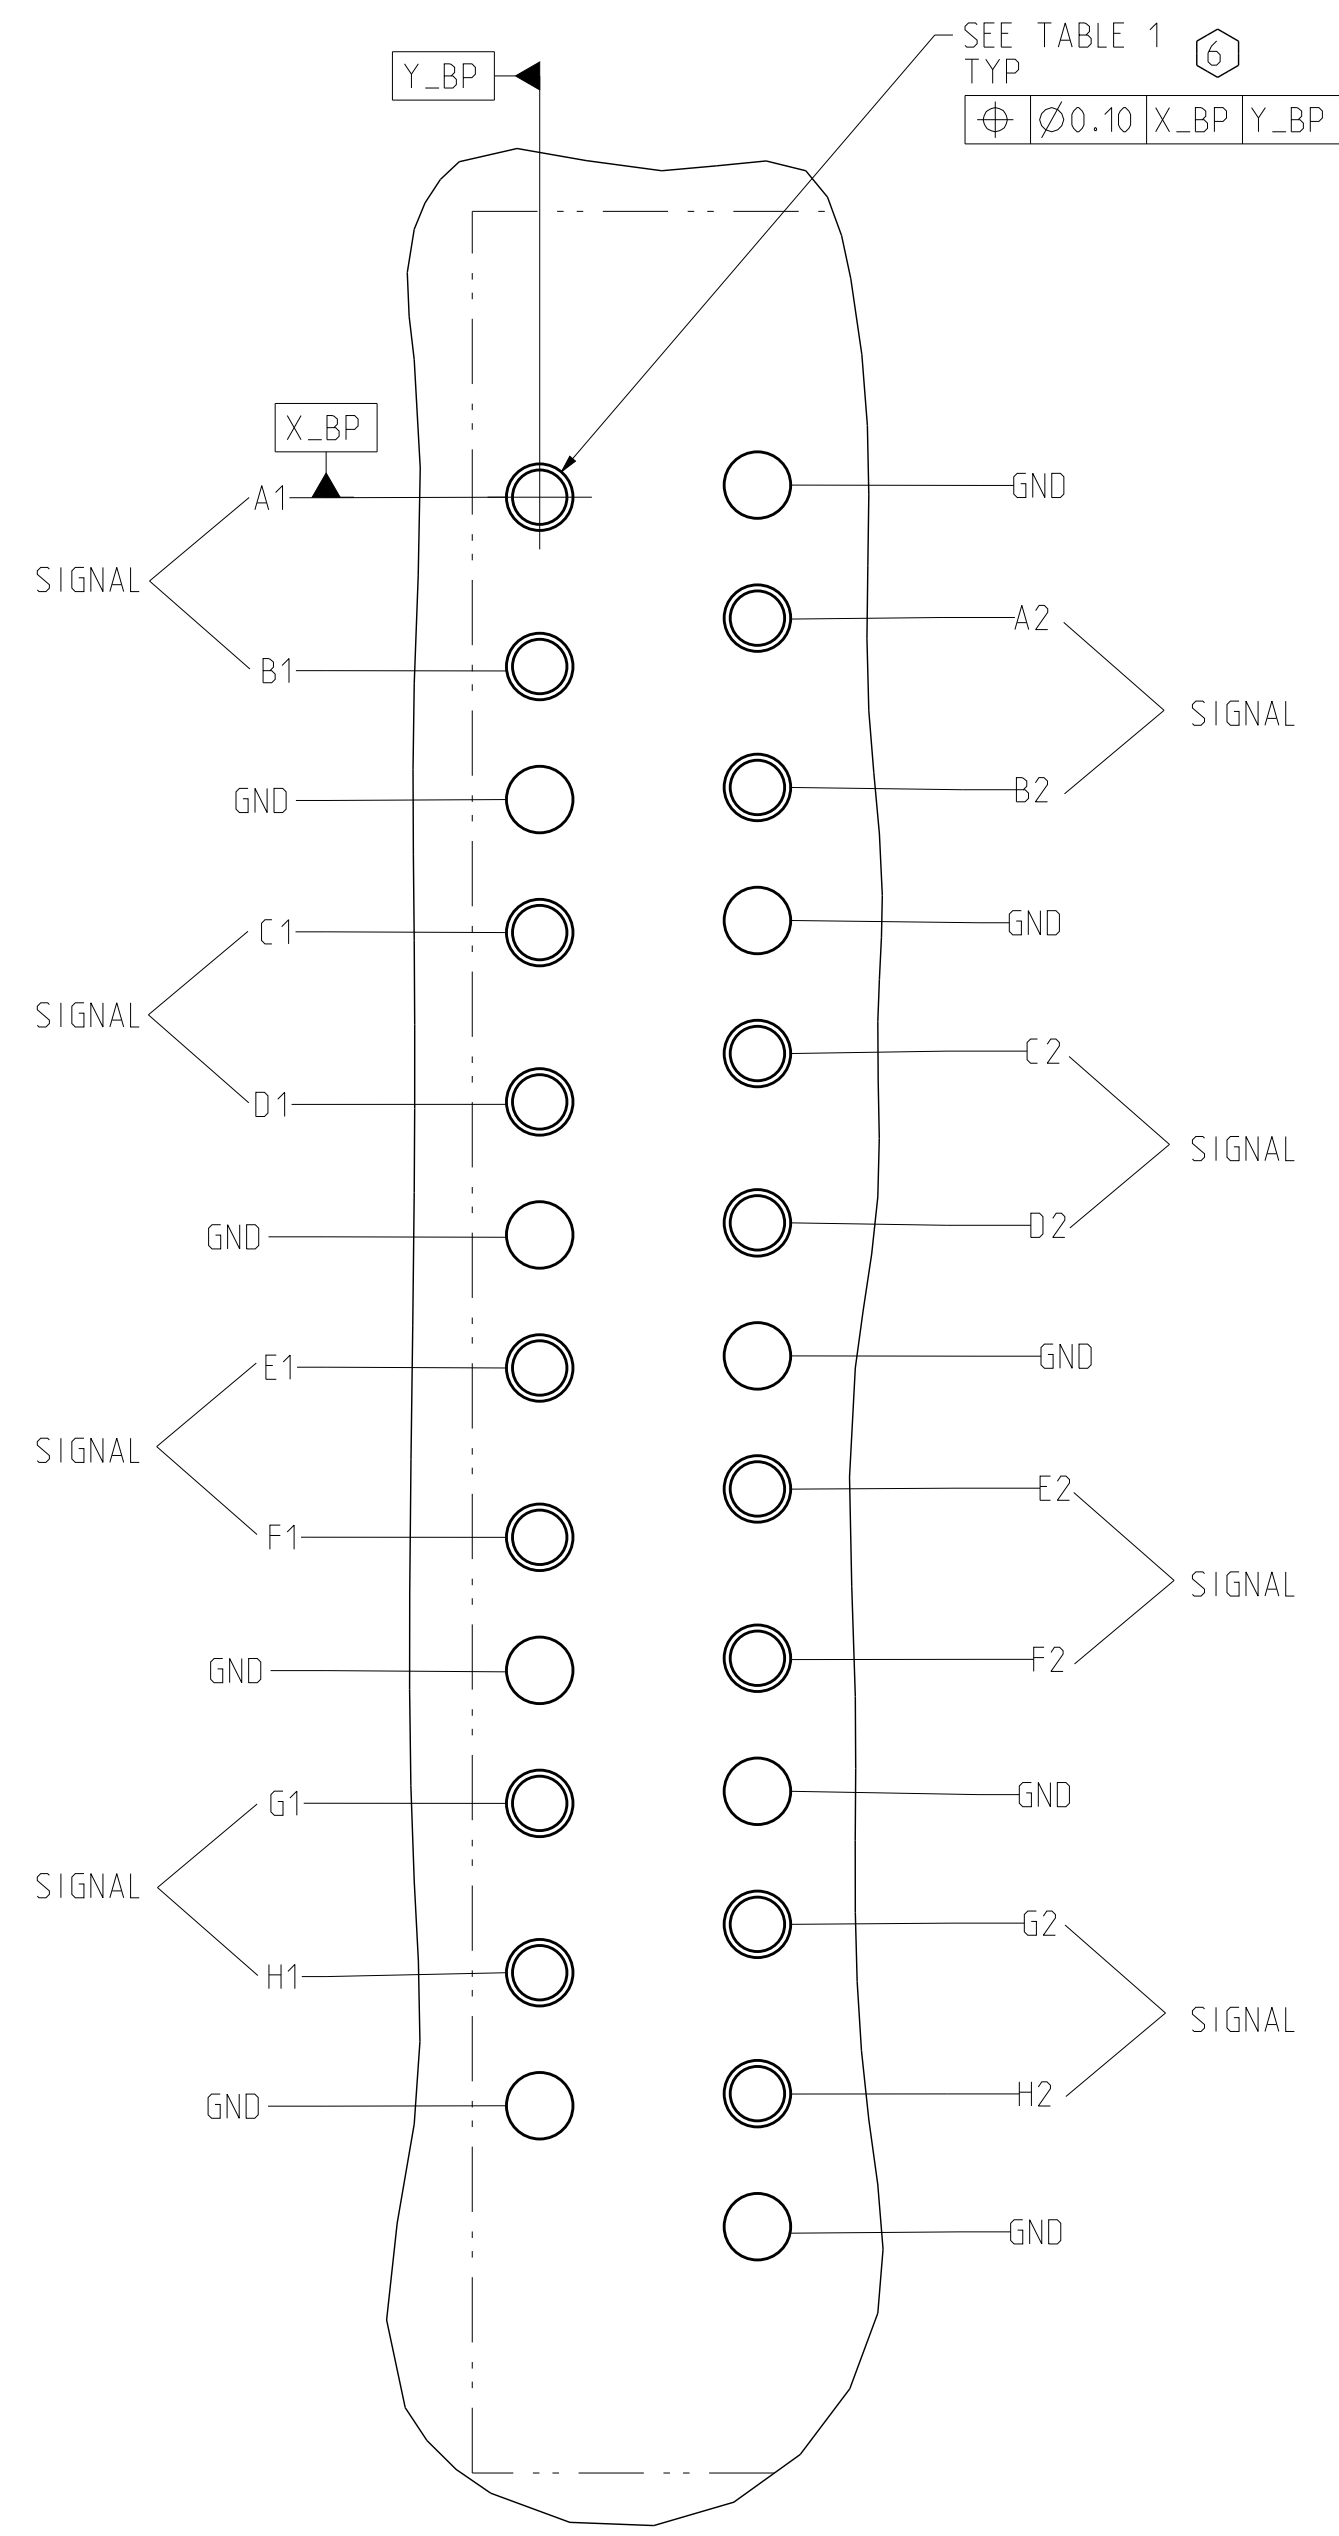 SEE TABLE 1 6
TYP
Y_BP
⌖ Ø0.10 X_BP Y_BP
X_BP
GND
A1
SIGNAL
A2
B1
SIGNAL
B2
GND
GND
C1
SIGNAL
C2
D1
SIGNAL
D2
GND
GND
E1
SIGNAL
E2
F1
SIGNAL
F2
GND
GND
G1
SIGNAL
G2
H1
SIGNAL
H2
GND
GND